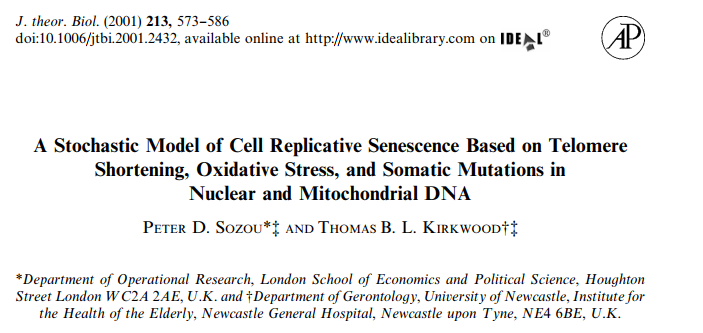 J. theor. Biol. (2001) 213, 573–586
doi:10.1006/jtbi.2001.2432, available online at http://www.idealibrary.com on IDEAL®
AP
A Stochastic Model of Cell Replicative Senescence Based on Telomere
Shortening, Oxidative Stress, and Somatic Mutations in
Nuclear and Mitochondrial DNA
PETER D. SOZOU*‡ AND THOMAS B. L. KIRKWOOD†‡
*Department of Operational Research, London School of Economics and Political Science, Houghton
Street London WC2A 2AE, U.K. and †Department of Gerontology, University of Newcastle, Institute for
the Health of the Elderly, Newcastle General Hospital, Newcastle upon Tyne, NE4 6BE, U.K.